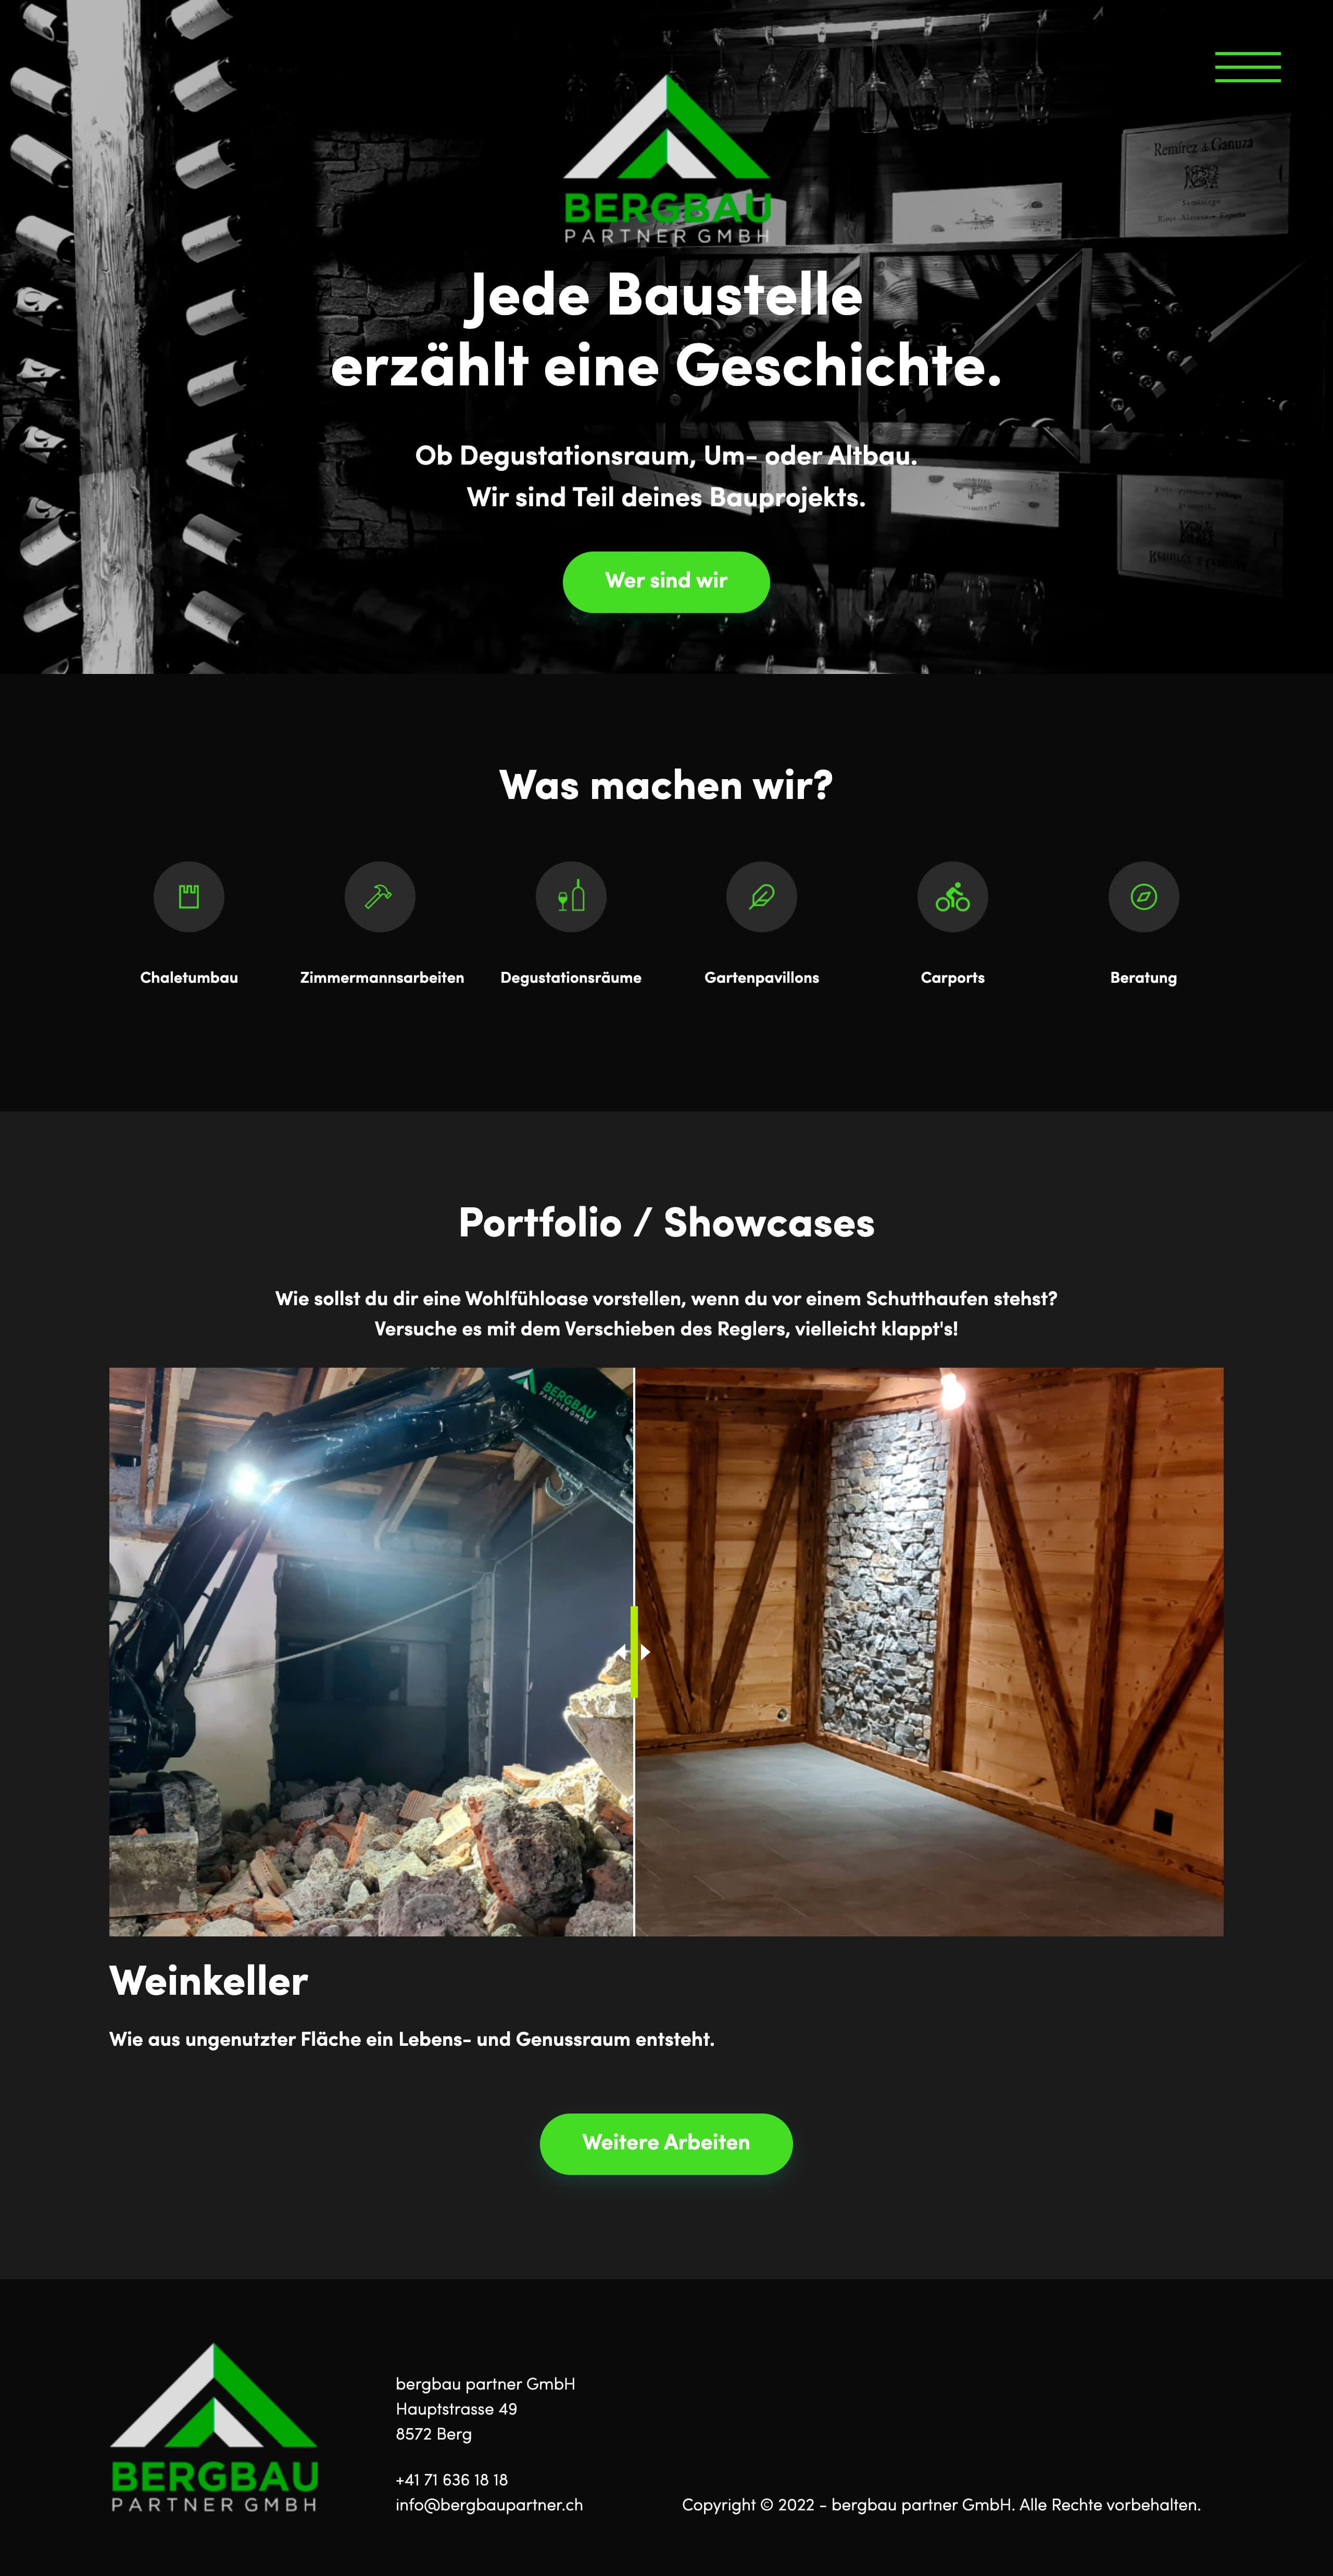 Remírez de Ganuza
BERGBAU
PARTNER GMBH
Jede Baustelle
erzählt eine Geschichte.
Ob Degustationsraum, Um- oder Altbau.
Wir sind Teil deines Bauprojekts.
Wer sind wir
Was machen wir?
Chaletumbau
Zimmermannsarbeiten
Degustationsräume
Gartenpavillons
Carports
Beratung
Portfolio / Showcases
Wie sollst du dir eine Wohlfühloase vorstellen, wenn du vor einem Schutthaufen stehst?
Versuche es mit dem Verschieben des Reglers, vielleicht klappt's!
BERGBAU
PARTNER GMBH
Weinkeller
Wie aus ungenutzter Fläche ein Lebens- und Genussraum entsteht.
Weitere Arbeiten
BERGBAU
PARTNER GMBH
bergbau partner GmbH
Hauptstrasse 49
8572 Berg
+41 71 636 18 18
info@bergbaupartner.ch
Copyright © 2022 - bergbau partner GmbH. Alle Rechte vorbehalten.